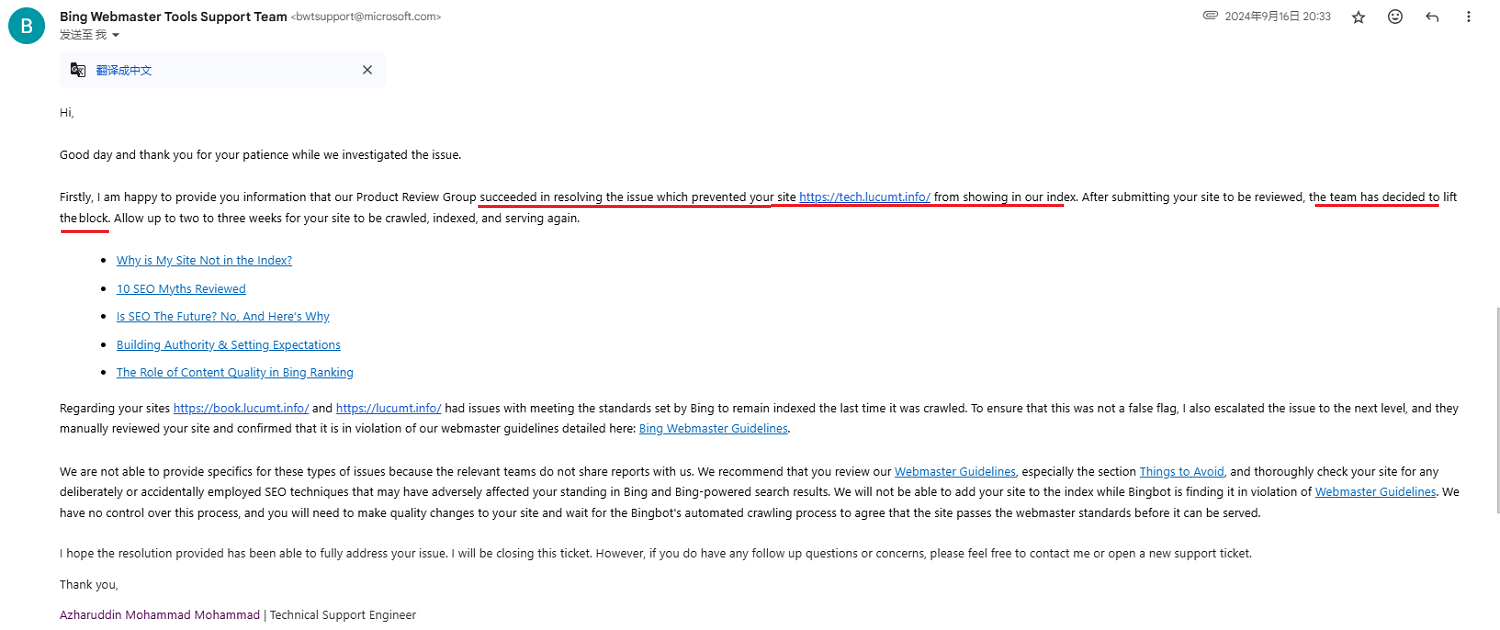 B
Bing Webmaster Tools Support Team <bwtsupport@microsoft.com>
2024年9月16日 20:33
发送至 我
翻译成中文
Hi,
Good day and thank you for your patience while we investigated the issue.
Firstly, I am happy to provide you information that our Product Review Group succeeded in resolving the issue which prevented your site https://tech.lucumt.info/ from showing in our index. After submitting your site to be reviewed, the team has decided to lift
the block. Allow up to two to three weeks for your site to be crawled, indexed, and serving again.
Why is My Site Not in the Index?
10 SEO Myths Reviewed
Is SEO The Future? No, And Here's Why
Building Authority & Setting Expectations
The Role of Content Quality in Bing Ranking
Regarding your sites https://book.lucumt.info/ and https://lucumt.info/ had issues with meeting the standards set by Bing to remain indexed the last time it was crawled. To ensure that this was not a false flag, I also escalated the issue to the next level, and they
manually reviewed your site and confirmed that it is in violation of our webmaster guidelines detailed here: Bing Webmaster Guidelines.
We are not able to provide specifics for these types of issues because the relevant teams do not share reports with us. We recommend that you review our Webmaster Guidelines, especially the section Things to Avoid, and thoroughly check your site for any
deliberately or accidentally employed SEO techniques that may have adversely affected your standing in Bing and Bing-powered search results. We will not be able to add your site to the index while Bingbot is finding it in violation of Webmaster Guidelines. We
have no control over this process, and you will need to make quality changes to your site and wait for the Bingbot's automated crawling process to agree that the site passes the webmaster standards before it can be served.
I hope the resolution provided has been able to fully address your issue. I will be closing this ticket. However, if you do have any follow up questions or concerns, please feel free to contact me or open a new support ticket.
Thank you,
Azharuddin Mohammad Mohammad | Technical Support Engineer